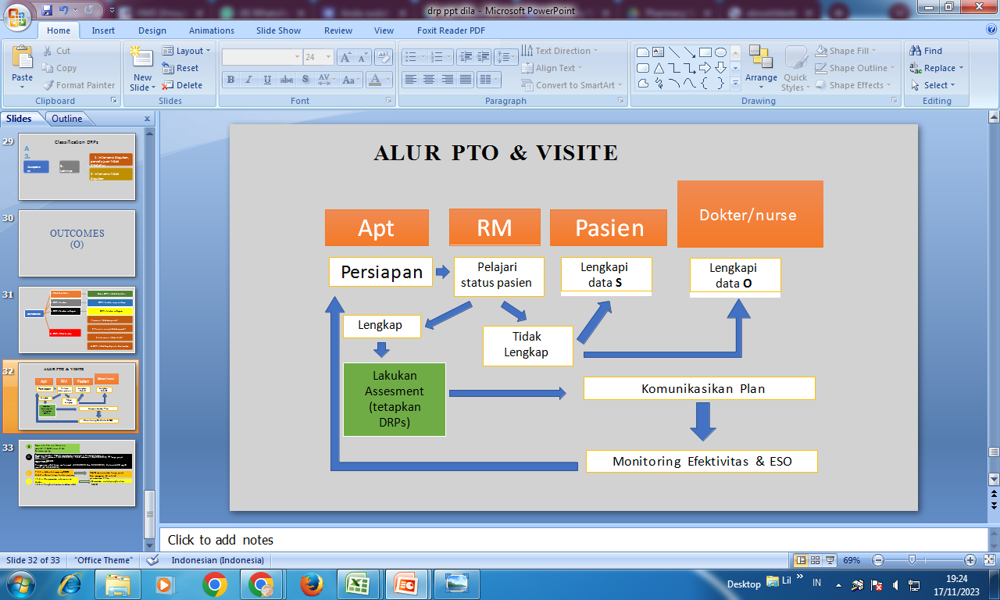 drp ppt dila - Microsoft PowerPoint
Home Insert Design Animations Slide Show Review View Foxit Reader PDF
Paste
Cut
Copy
Format Painter
Clipboard
New
Slide
Layout
Reset
Delete
Slides
24
B I U abc S AV Aa A
Font
Text Direction
Align Text
Convert to SmartArt
Paragraph
Arrange
Quick
Styles
Shape Fill
Shape Outline
Shape Effects
Drawing
Find
Replace
Select
Editing
Slides Outline
29
Classification DRPs
30
OUTCOMES
(O)
31
32
ALUR PTO & VISITE
33
ALUR PTO & VISITE
Apt
RM
Pasien
Dokter/nurse
Persiapan
Pelajari
status pasien
Lengkapi
data S
Lengkapi
data O
Lengkap
Tidak
Lengkap
Lakukan
Assesment
(tetapkan
DRPs)
Komunikasikan Plan
Monitoring Efektivitas & ESO
Click to add notes
Slide 32 of 33 "Office Theme" Indonesian (Indonesia) 69%
Desktop Lil IN
19:24
17/11/2023